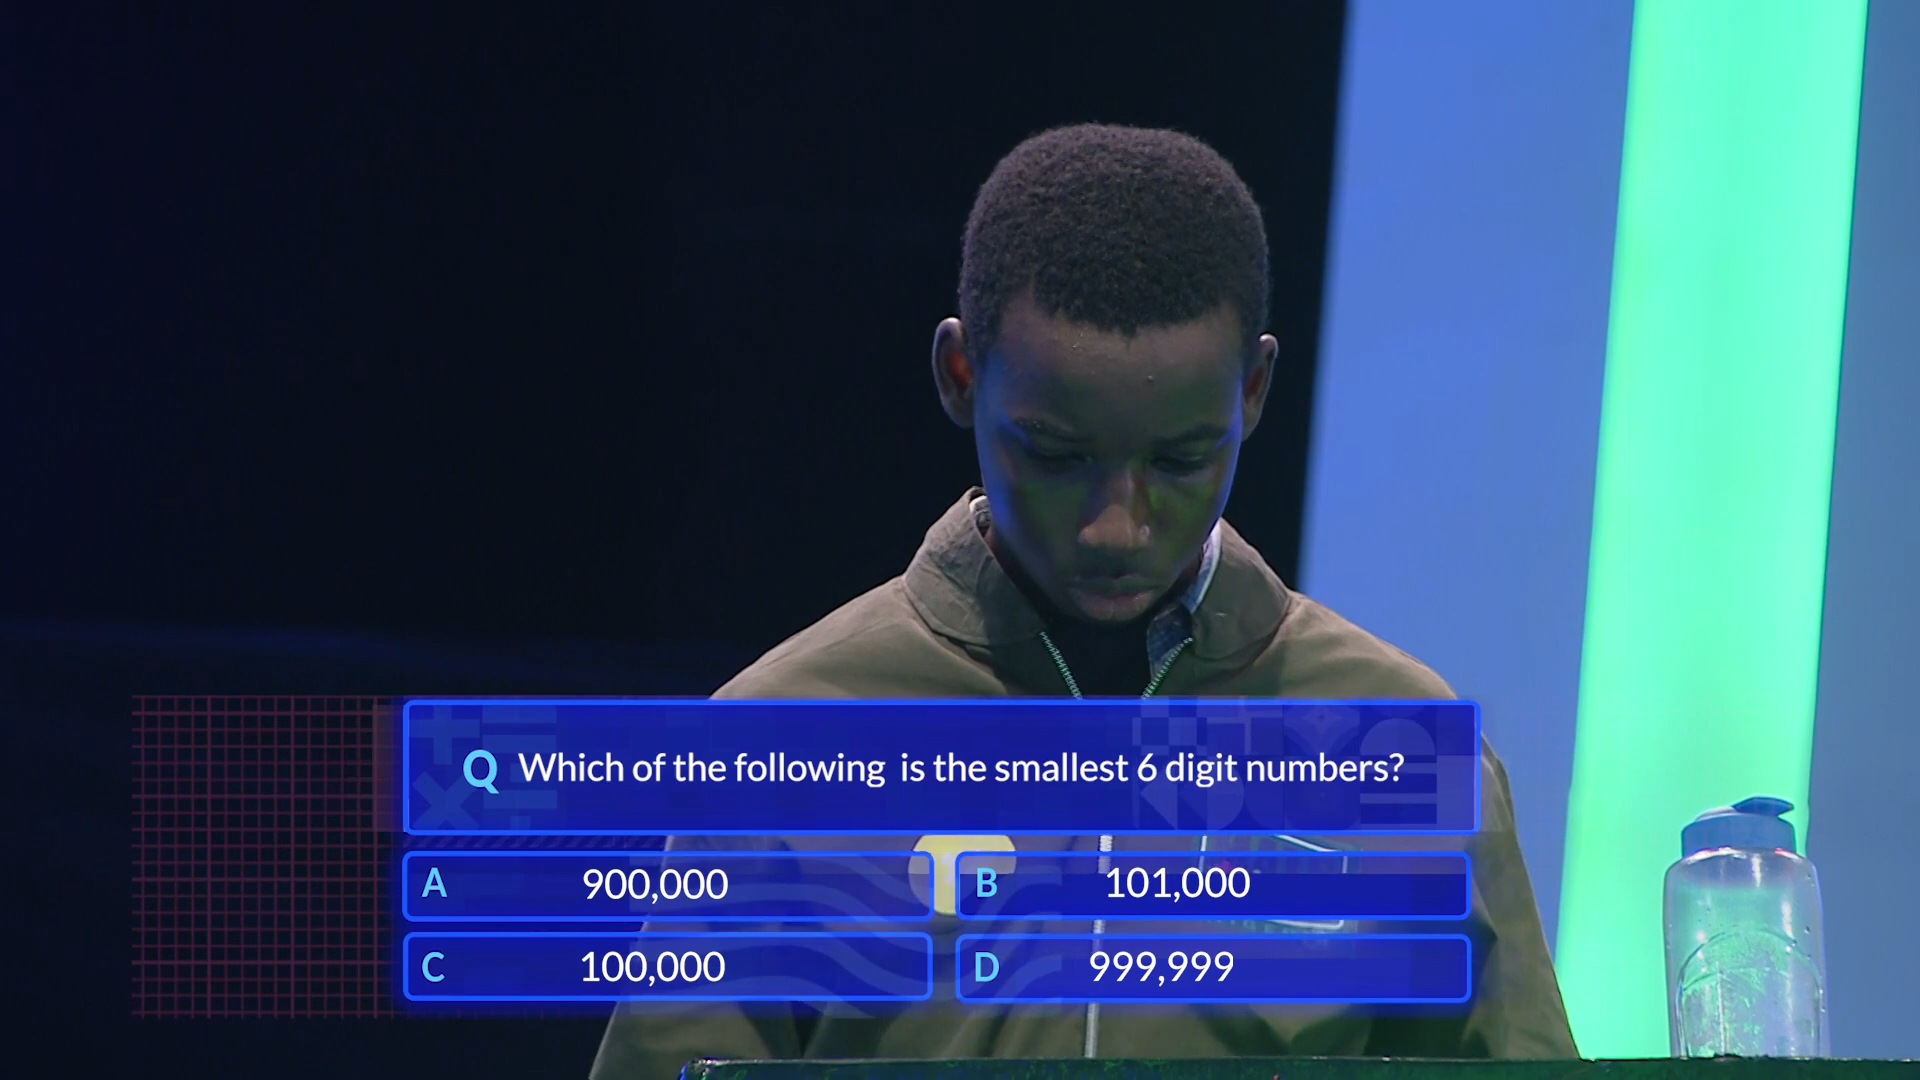 Q Which of the following is the smallest 6 digit numbers?
A 900,000
B 101,000
C 100,000
D 999,999